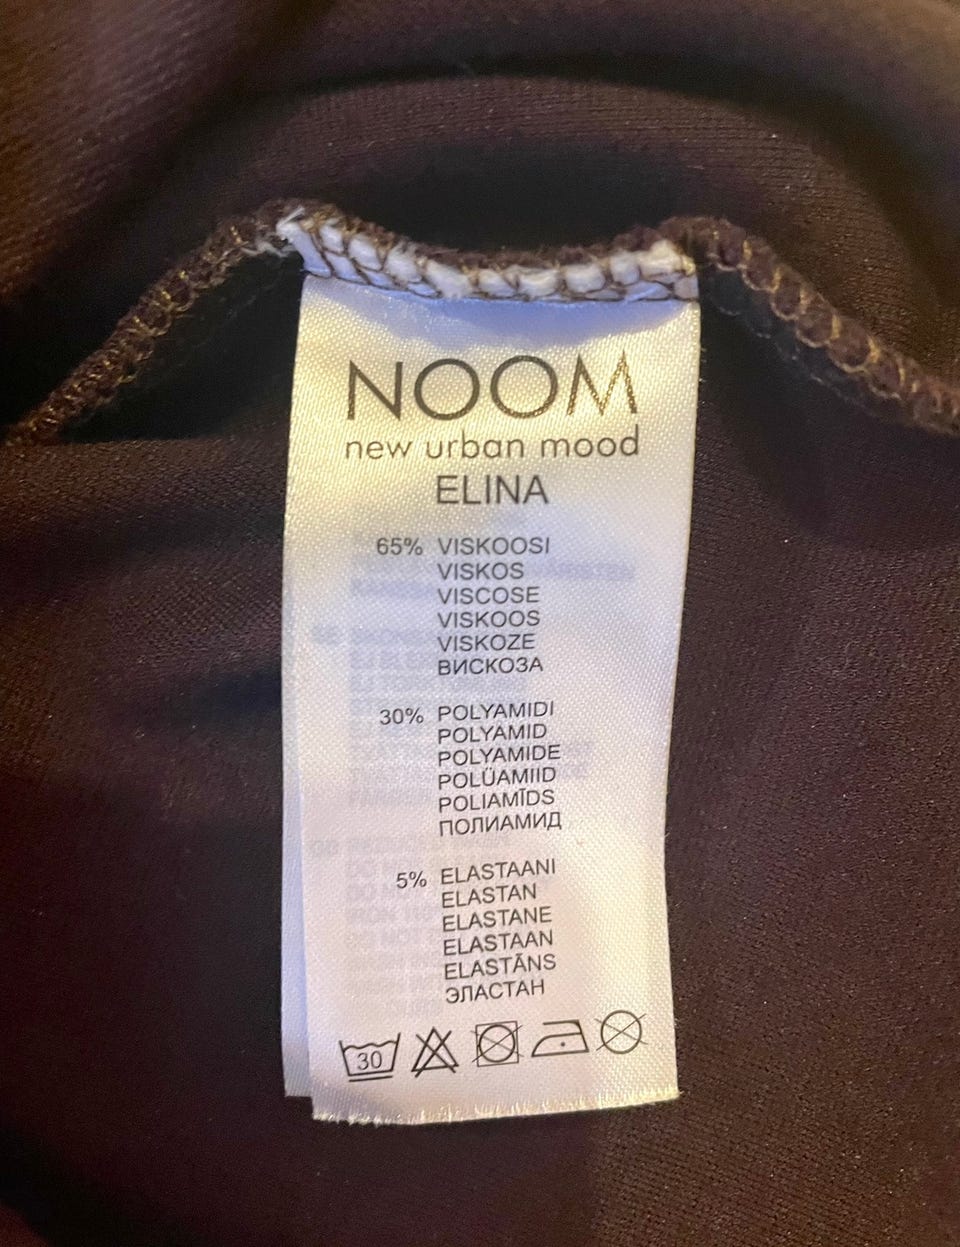 NOOM
new urban mood
ELINA
65% VISKOOSI
VISKOS
VISCOSE
VISKOOS
VISKOZE
ВИСКОЗА
30% POLYAMIDI
POLYAMID
POLYAMIDE
POLÜAMIID
POLIAMĪDS
ПОЛИАМИД
5% ELASTAANI
ELASTAN
ELASTANE
ELASTAAN
ELASTĀNS
ЭЛАСТАН
30